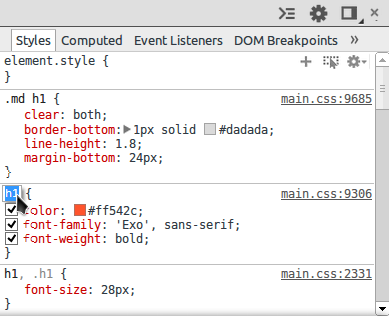 Styles Computed Event Listeners DOM Breakpoints »
element.style {
}
.md h1 { main.css:9685
clear: both;
border-bottom: 1px solid #dadada;
line-height: 1.8;
margin-bottom: 24px;
}
h1 { main.css:9306
color: #ff542c;
font-family: 'Exo', sans-serif;
font-weight: bold;
}
h1, .h1 { main.css:2331
font-size: 28px;
}